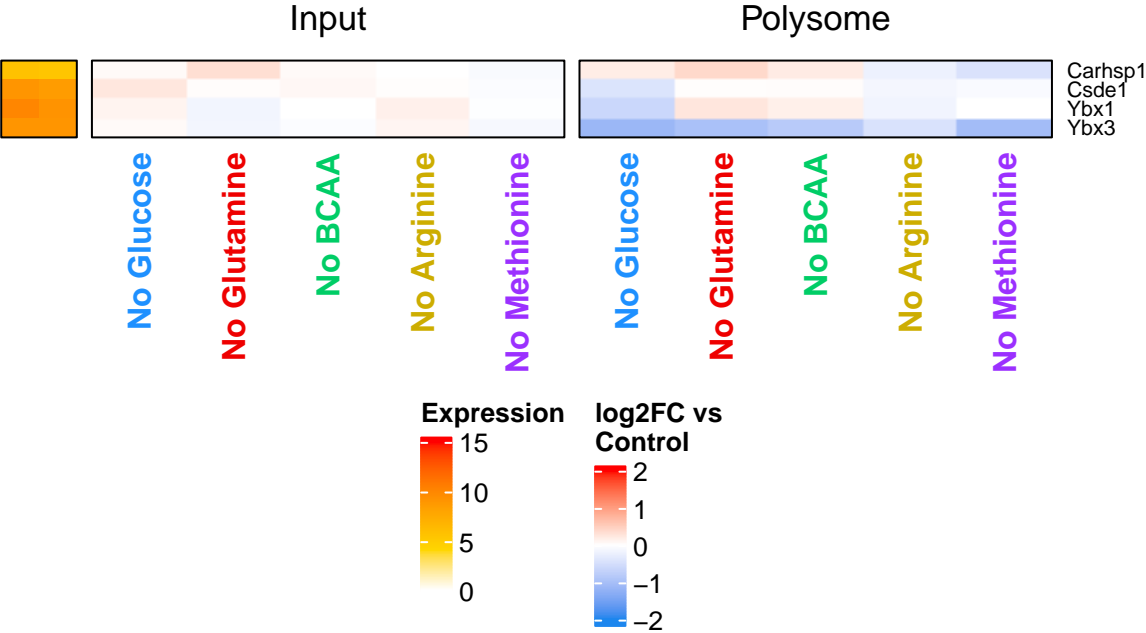 Input
Polysome
Carhsp1
Csde1
Ybx1
Ybx3
No Glucose
No Glutamine
No BCAA
No Arginine
No Methionine
No Glucose
No Glutamine
No BCAA
No Arginine
No Methionine
Expression
15
10
5
0
log2FC vs
Control
2
1
0
−1
−2